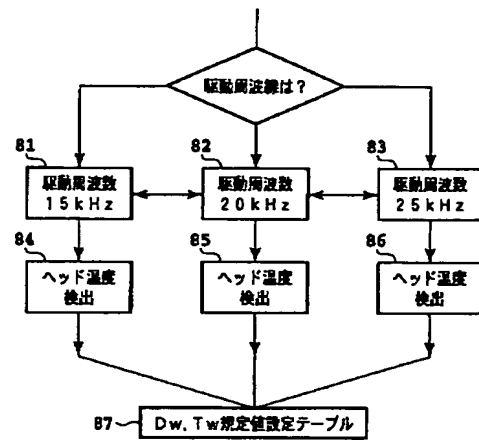 駆動周波線は？
81
駆動周波数
15kHz
82
駆動周波数
20kHz
83
駆動周波数
25kHz
84
ヘッド温度
検出
85
ヘッド温度
検出
86
ヘッド温度
検出
87
Dw，Tw規定値設定テーブル